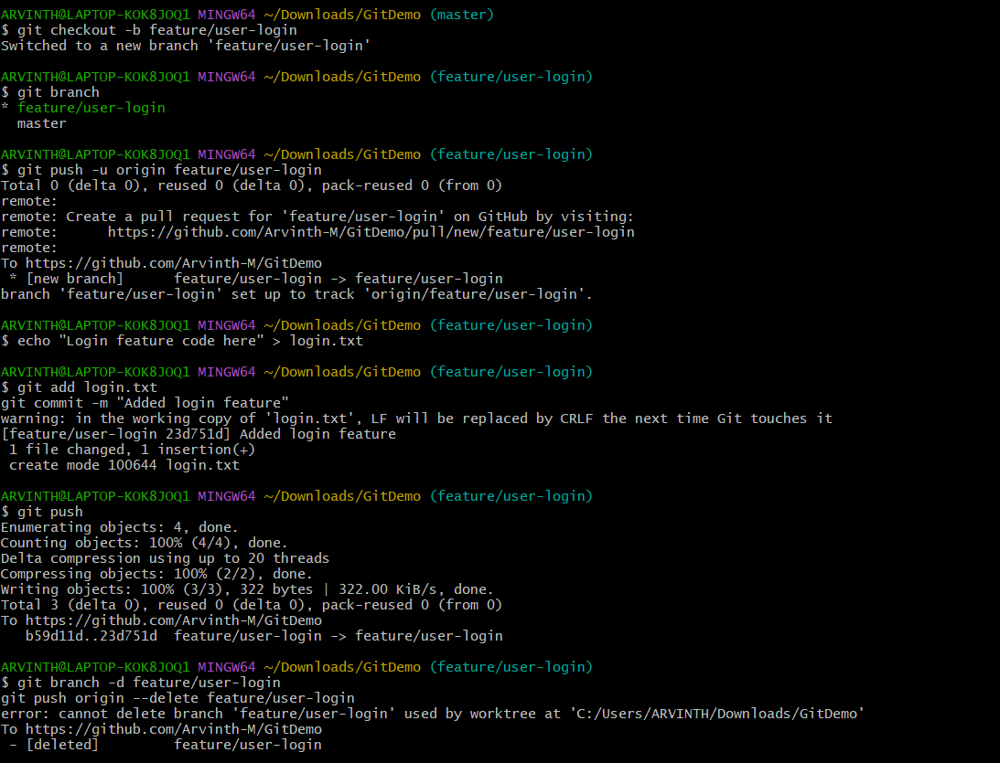 ARVINTH@LAPTOP-KOK8JOQ1 MINGW64 ~/Downloads/GitDemo (master)
$ git checkout -b feature/user-login
Switched to a new branch 'feature/user-login'

ARVINTH@LAPTOP-KOK8JOQ1 MINGW64 ~/Downloads/GitDemo (feature/user-login)
$ git branch
* feature/user-login
  master

ARVINTH@LAPTOP-KOK8JOQ1 MINGW64 ~/Downloads/GitDemo (feature/user-login)
$ git push -u origin feature/user-login
Total 0 (delta 0), reused 0 (delta 0), pack-reused 0 (from 0)
remote:
remote: Create a pull request for 'feature/user-login' on GitHub by visiting:
remote:      https://github.com/Arvinth-M/GitDemo/pull/new/feature/user-login
remote:
To https://github.com/Arvinth-M/GitDemo
 * [new branch]      feature/user-login -> feature/user-login
branch 'feature/user-login' set up to track 'origin/feature/user-login'.

ARVINTH@LAPTOP-KOK8JOQ1 MINGW64 ~/Downloads/GitDemo (feature/user-login)
$ echo "Login feature code here" > login.txt

ARVINTH@LAPTOP-KOK8JOQ1 MINGW64 ~/Downloads/GitDemo (feature/user-login)
$ git add login.txt
git commit -m "Added login feature"
warning: in the working copy of 'login.txt', LF will be replaced by CRLF the next time Git touches it
[feature/user-login 23d751d] Added login feature
 1 file changed, 1 insertion(+)
 create mode 100644 login.txt

ARVINTH@LAPTOP-KOK8JOQ1 MINGW64 ~/Downloads/GitDemo (feature/user-login)
$ git push
Enumerating objects: 4, done.
Counting objects: 100% (4/4), done.
Delta compression using up to 20 threads
Compressing objects: 100% (2/2), done.
Writing objects: 100% (3/3), 322 bytes | 322.00 KiB/s, done.
Total 3 (delta 0), reused 0 (delta 0), pack-reused 0 (from 0)
To https://github.com/Arvinth-M/GitDemo
   b59d11d..23d751d  feature/user-login -> feature/user-login

ARVINTH@LAPTOP-KOK8JOQ1 MINGW64 ~/Downloads/GitDemo (feature/user-login)
$ git branch -d feature/user-login
git push origin --delete feature/user-login
error: cannot delete branch 'feature/user-login' used by worktree at 'C:/Users/ARVINTH/Downloads/GitDemo'
To https://github.com/Arvinth-M/GitDemo
 - [deleted]         feature/user-login